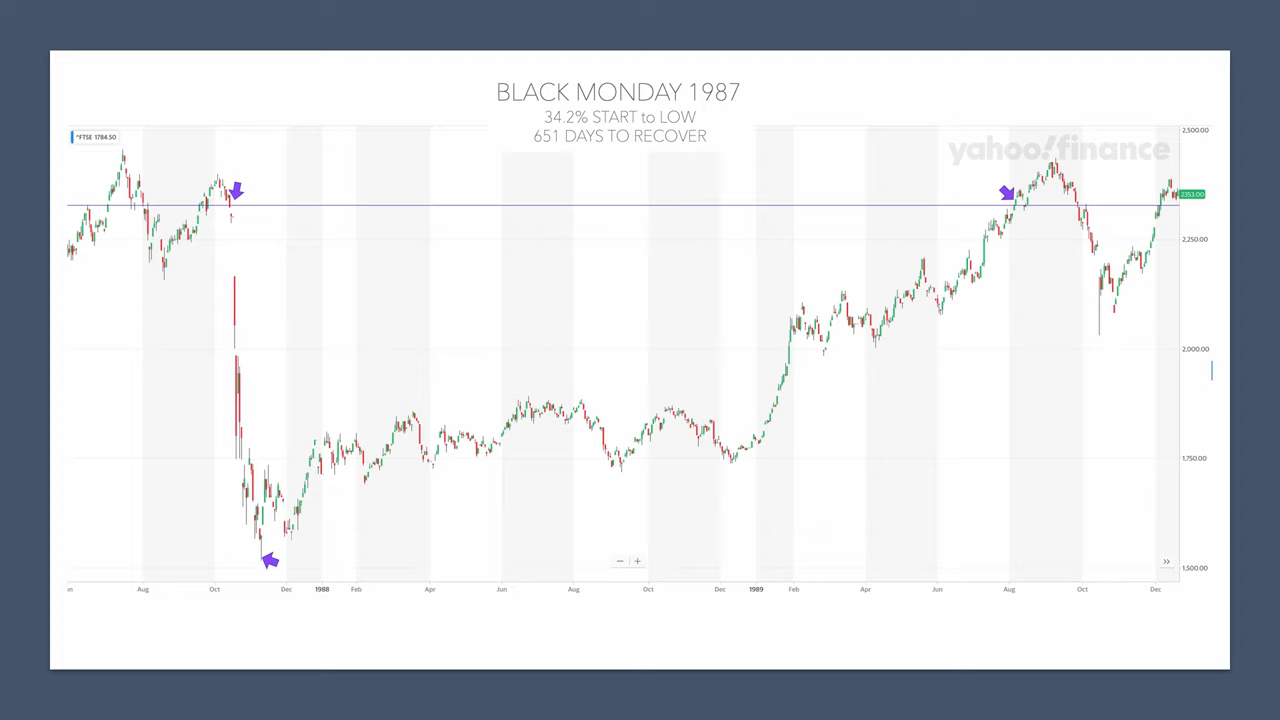 BLACK MONDAY 1987
34.2% START to LOW
651 DAYS TO RECOVER
^FTSE 1784.50
yahoo!finance
2,500.00
2353.00
2,250.00
2,000.00
1,750.00
1,500.00
Aug Oct Dec 1988 Feb Apr Jun Aug Oct Dec 1989 Feb Apr Jun Aug Oct Dec